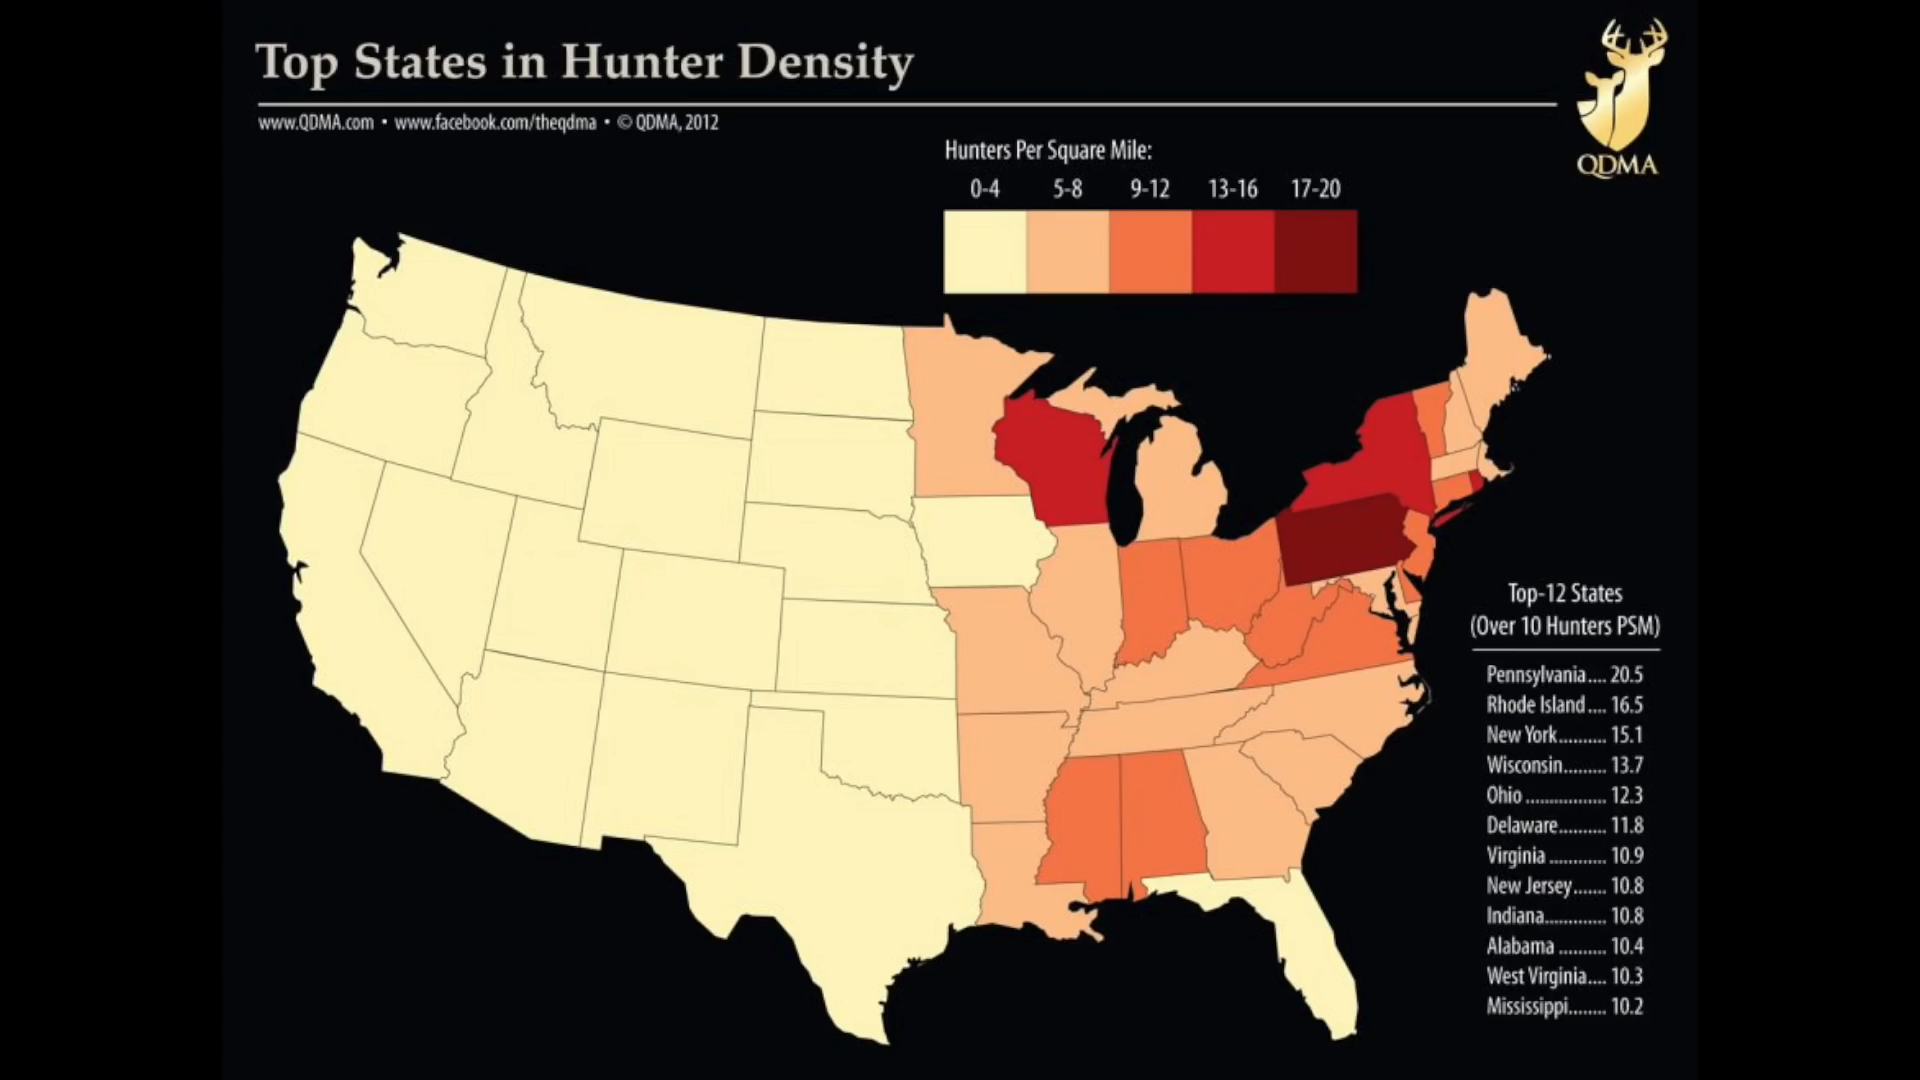 Top States in Hunter Density
www.QDMA.com • www.facebook.com/theqdma • © QDMA, 2012
QDMA
Hunters Per Square Mile:
0-4 5-8 9-12 13-16 17-20
Top-12 States
(Over 10 Hunters PSM)
Pennsylvania.... 20.5
Rhode Island.... 16.5
New York.......... 15.1
Wisconsin......... 13.7
Ohio ................. 12.3
Delaware.......... 11.8
Virginia ............ 10.9
New Jersey....... 10.8
Indiana............. 10.8
Alabama .......... 10.4
West Virginia.... 10.3
Mississippi........ 10.2